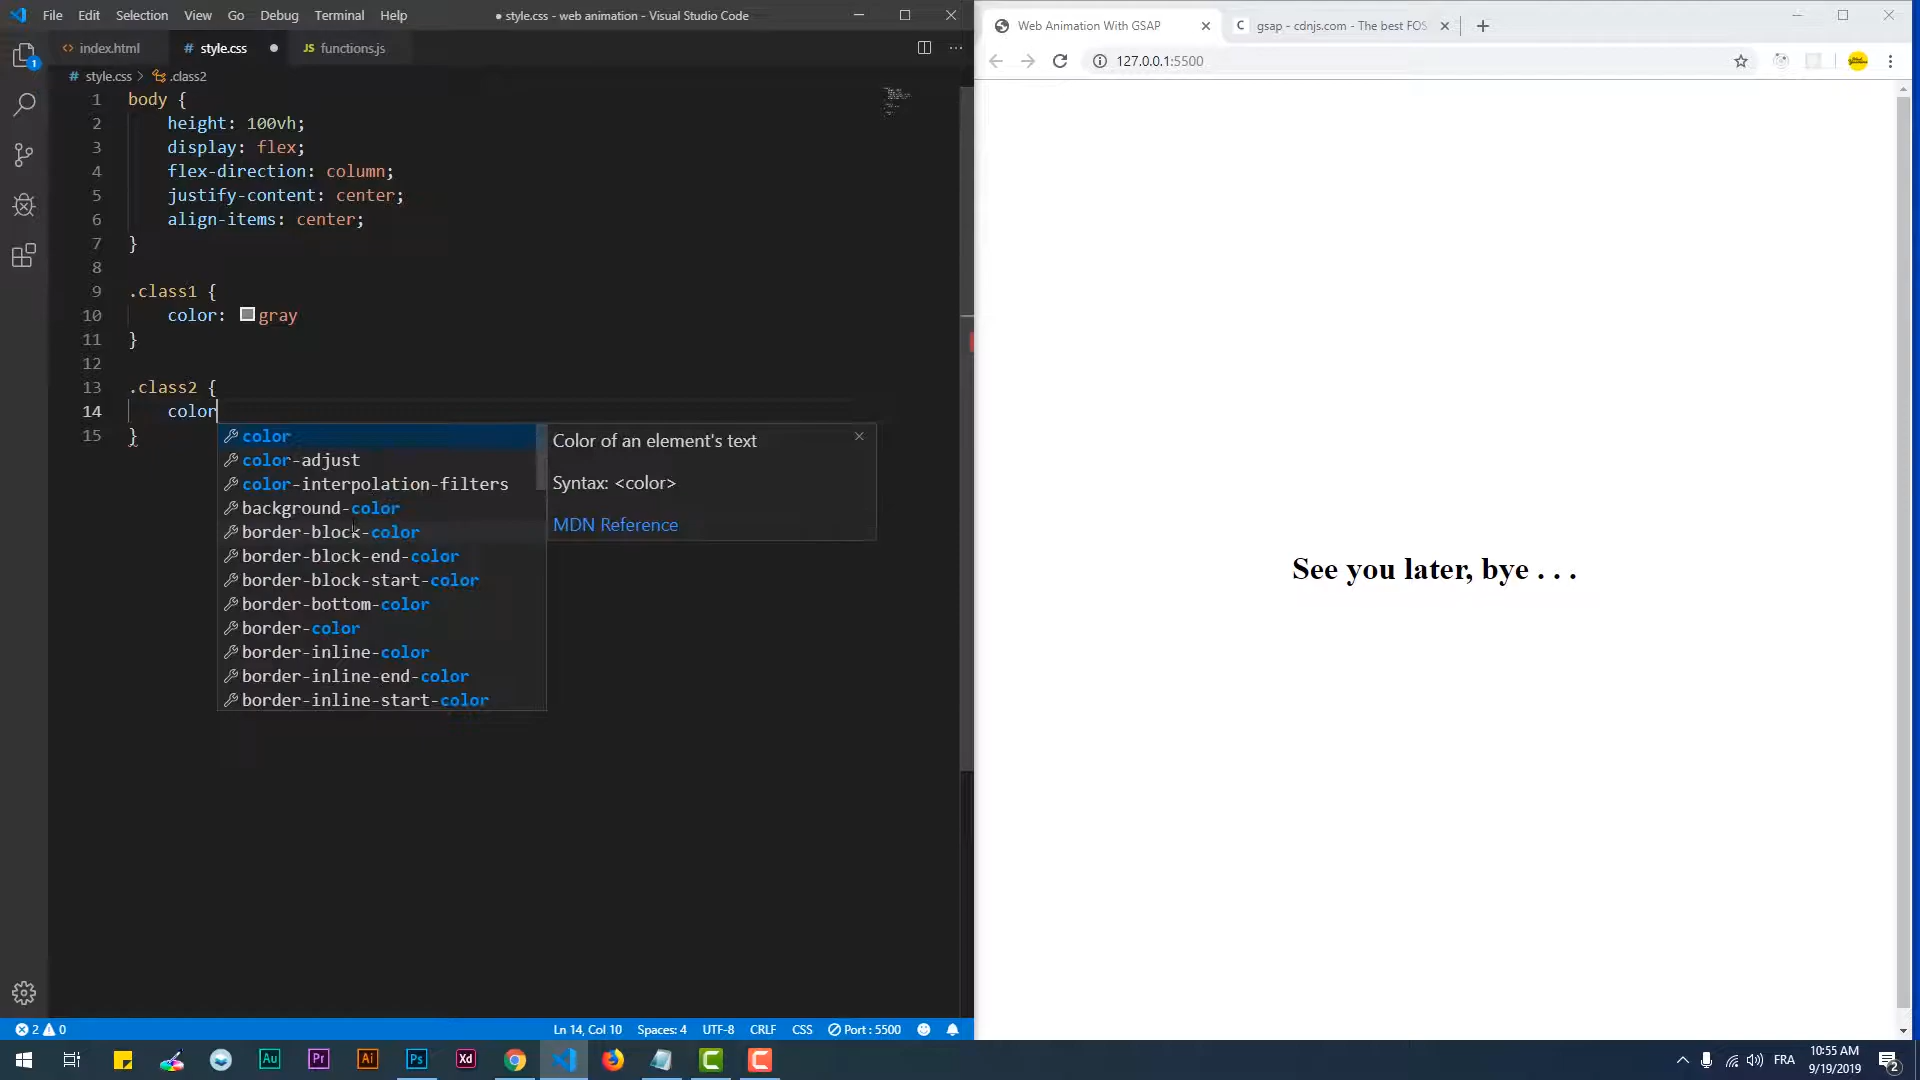 File Edit Selection View Go Debug Terminal Help
● style.css - web animation - Visual Studio Code
index.html
# style.css ●
JS functions.js
# style.css > .class2
1 body {
2 height: 100vh;
3 display: flex;
4 flex-direction: column;
5 justify-content: center;
6 align-items: center;
7 }
8
9 .class1 {
10 color: gray
11 }
12
13 .class2 {
14 color
15 }
color
color-adjust
color-interpolation-filters
background-color
border-block-color
border-block-end-color
border-block-start-color
border-bottom-color
border-color
border-inline-color
border-inline-end-color
border-inline-start-color
Color of an element's text
Syntax: <color>
MDN Reference
1
2 0
Ln 14, Col 10 Spaces: 4 UTF-8 CRLF CSS Port : 5500
Web Animation With GSAP
C gsap - cdnjs.com - The best FOS
127.0.0.1:5500
See you later, bye . . .
Au Pr Ai Ps Xd
FRA
10:55 AM
9/19/2019
2